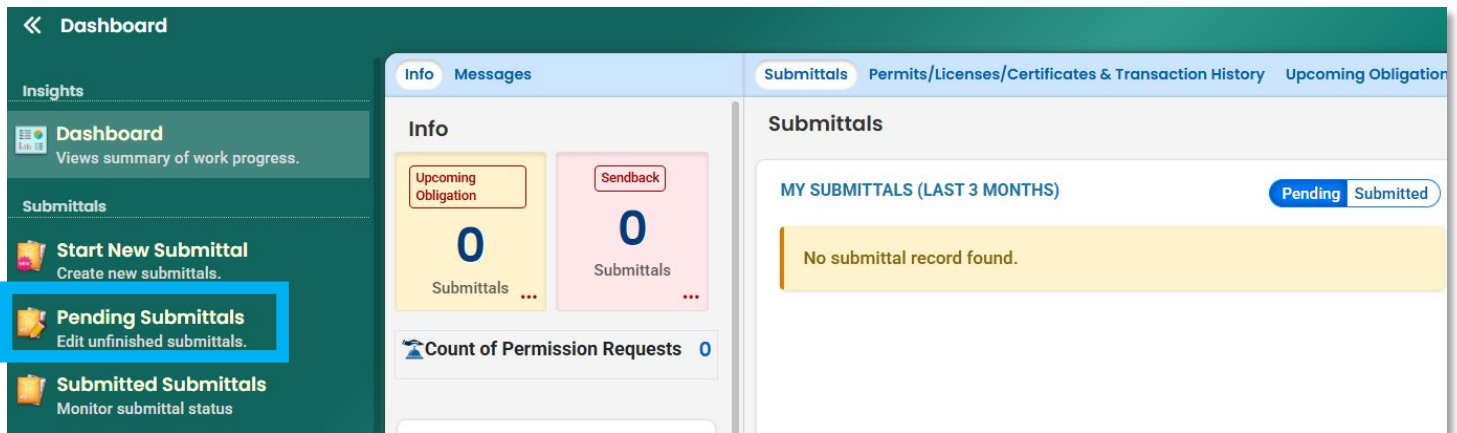 Dashboard
Insights
Dashboard
Views summary of work progress.
Submittals
Start New Submittal
Create new submittals.
Pending Submittals
Edit unfinished submittals.
Submitted Submittals
Monitor submittal status
Info Messages
Info
Upcoming
Obligation
0
Submittals ...
Sendback
0
Submittals
...
Count of Permission Requests 0
Submittals Permits/Licenses/Certificates & Transaction History Upcoming Obligation
Submittals
MY SUBMITTALS (LAST 3 MONTHS) Pending Submitted
No submittal record found.